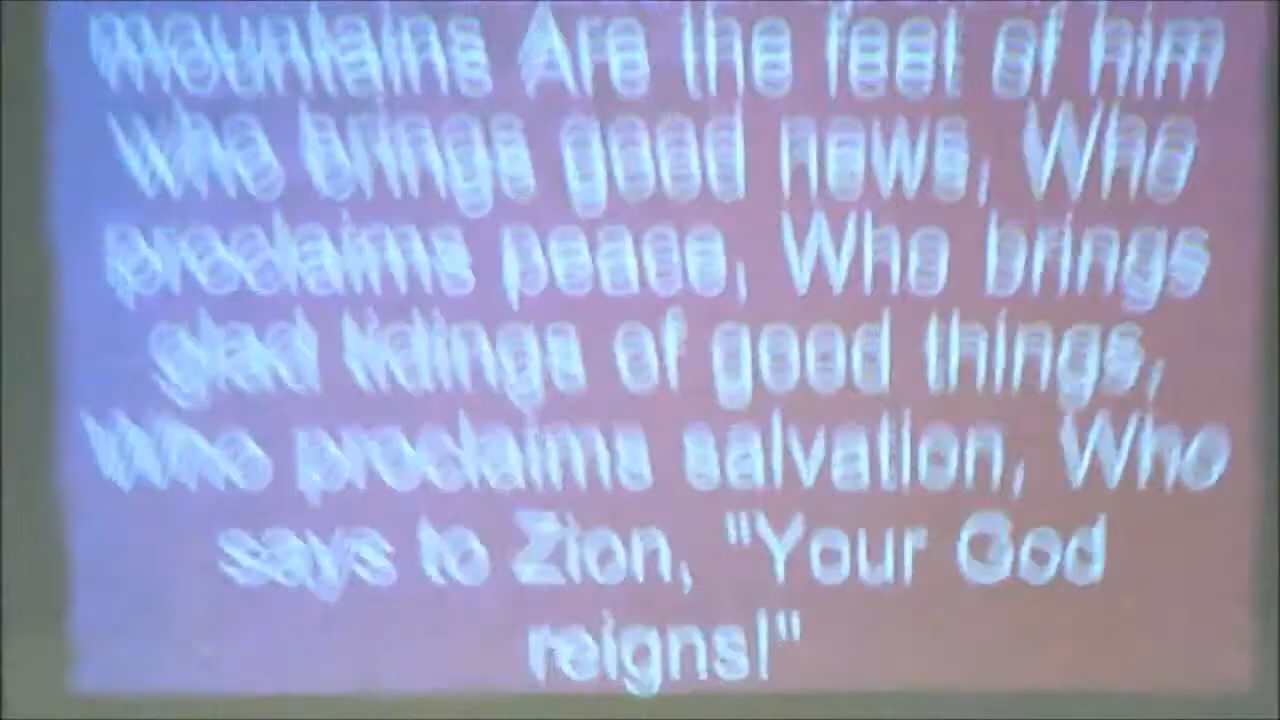 mountains Are the feet of him
who brings good news, Who
proclaims peace, Who brings
glad tidings of good things,
Who proclaims salvation, Who
says to Zion, "Your God
reigns!"